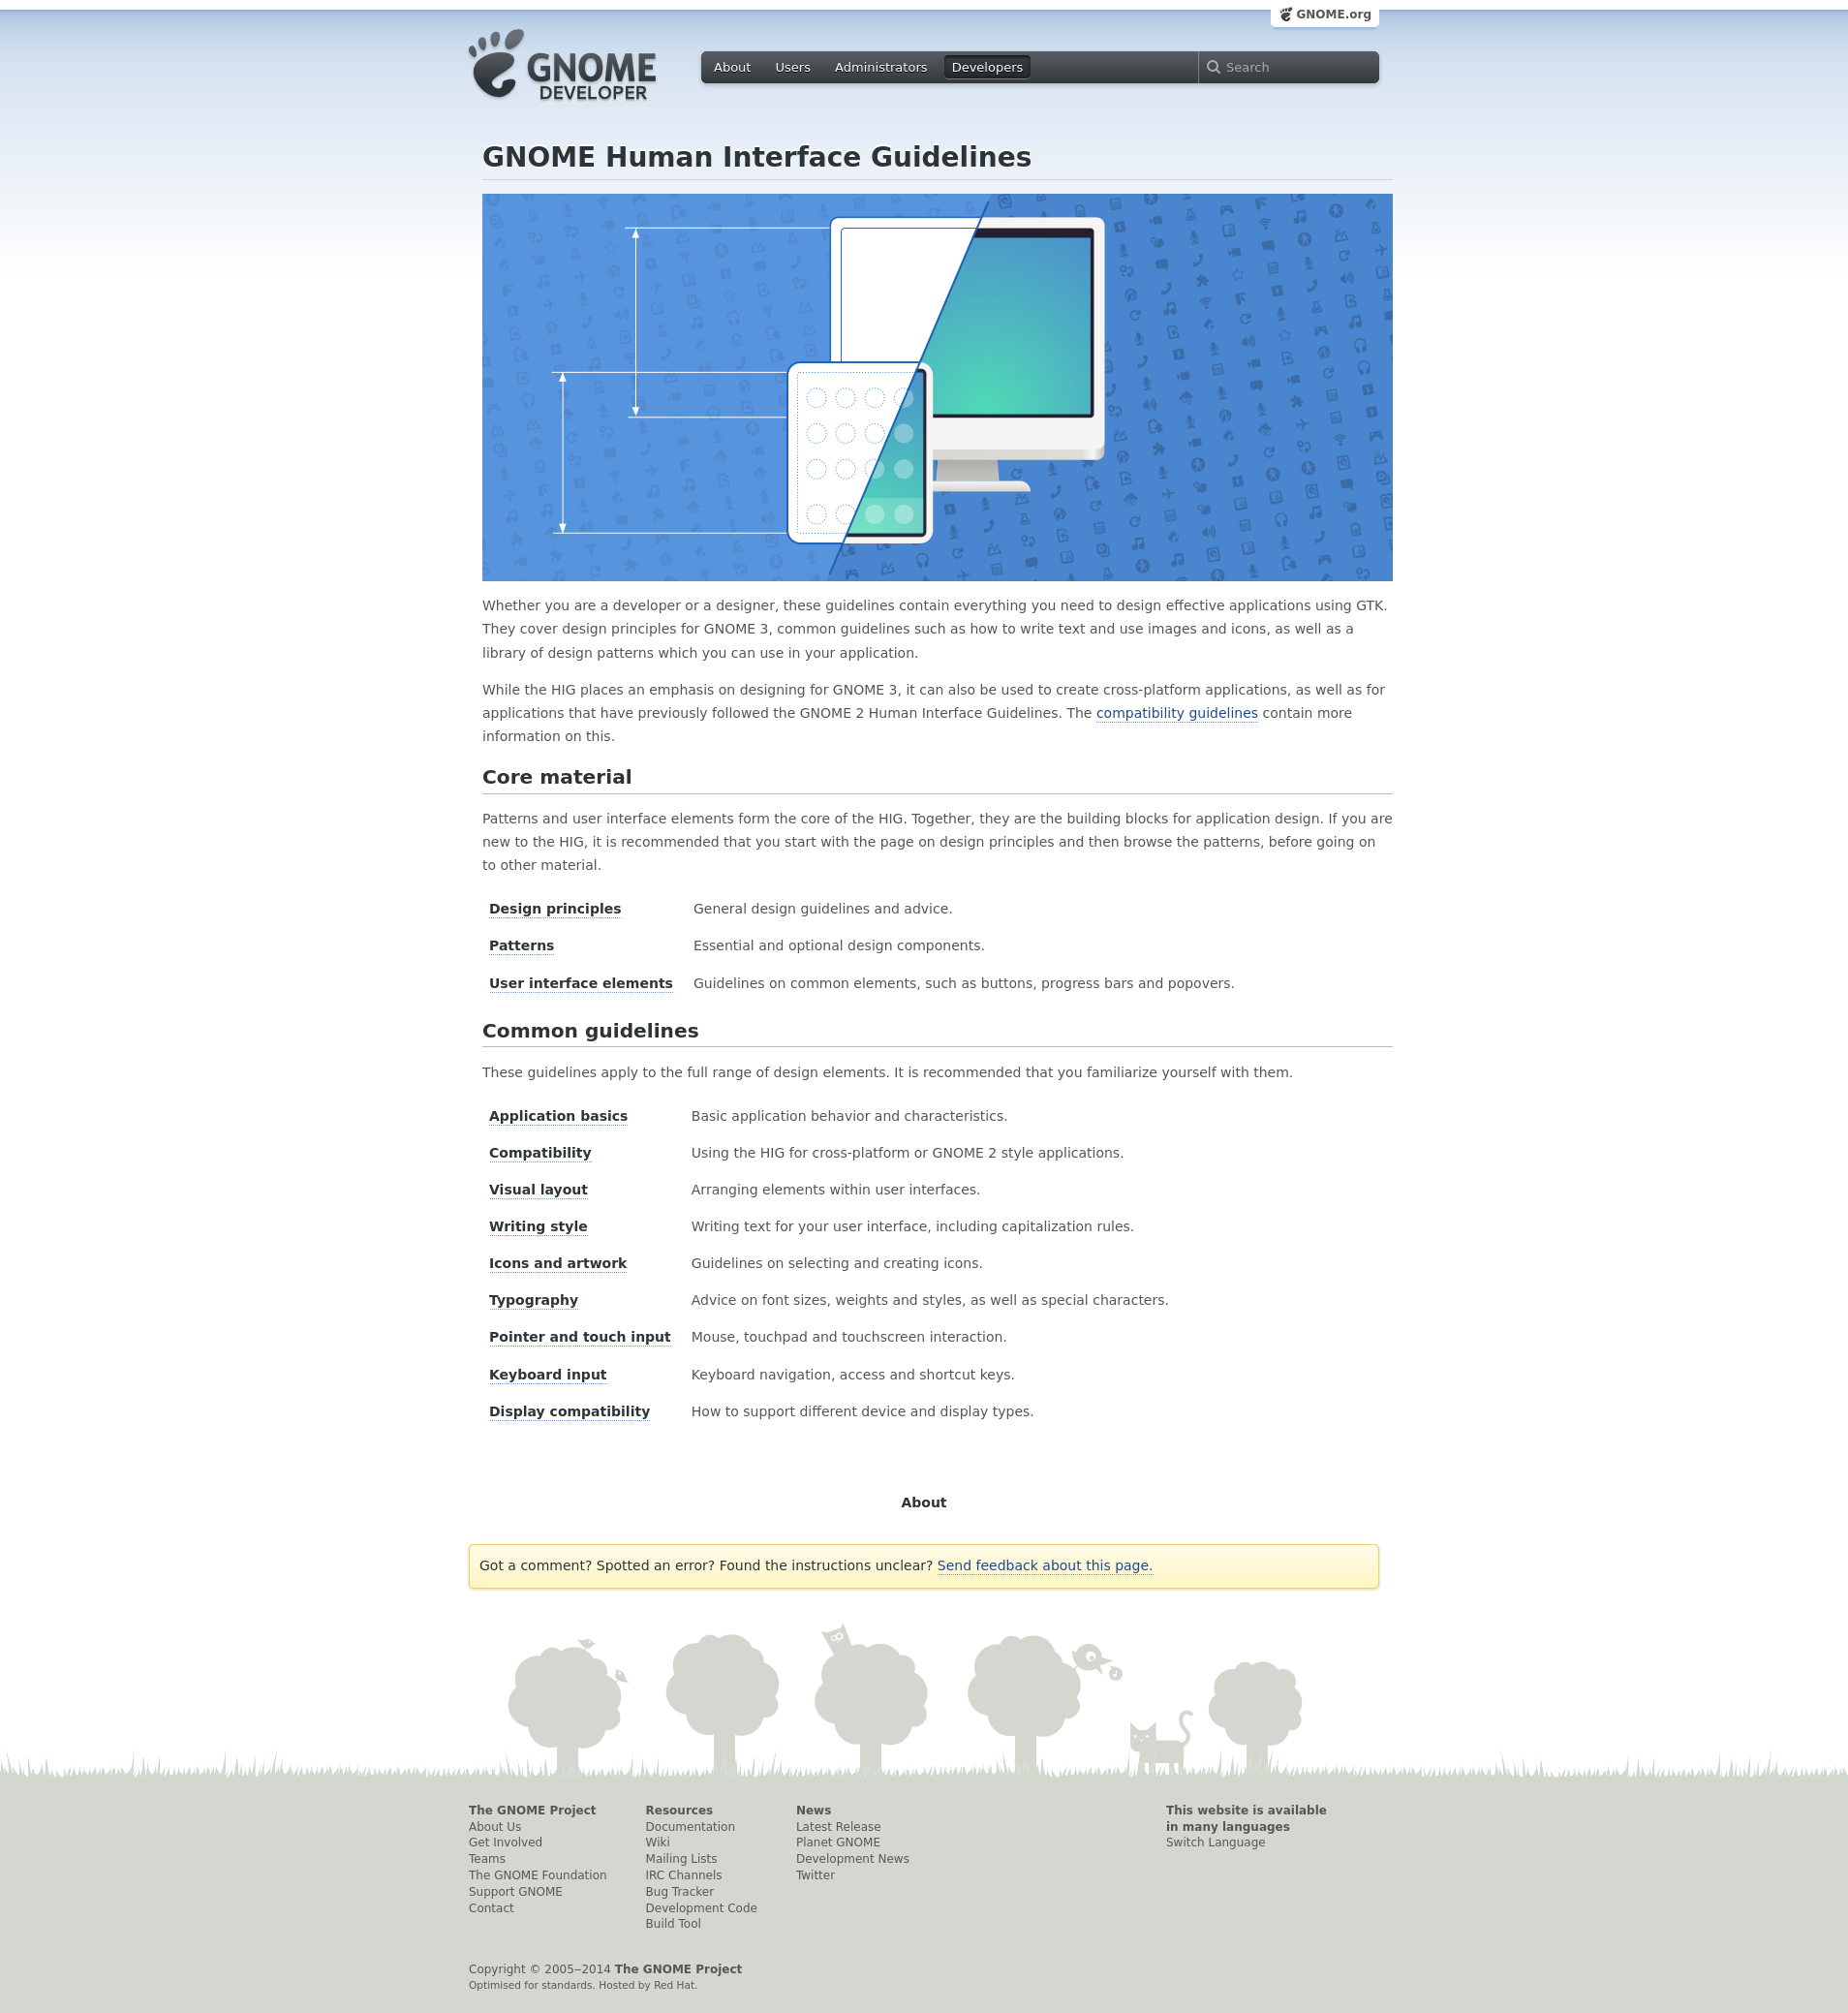 GNOME.org
GNOME
DEVELOPER
About Users Administrators Developers Search
GNOME Human Interface Guidelines
Whether you are a developer or a designer, these guidelines contain everything you need to design effective applications using GTK.
They cover design principles for GNOME 3, common guidelines such as how to write text and use images and icons, as well as a
library of design patterns which you can use in your application.
While the HIG places an emphasis on designing for GNOME 3, it can also be used to create cross-platform applications, as well as for
applications that have previously followed the GNOME 2 Human Interface Guidelines. The compatibility guidelines contain more
information on this.
Core material
Patterns and user interface elements form the core of the HIG. Together, they are the building blocks for application design. If you are
new to the HIG, it is recommended that you start with the page on design principles and then browse the patterns, before going on
to other material.
Design principles General design guidelines and advice.
Patterns Essential and optional design components.
User interface elements Guidelines on common elements, such as buttons, progress bars and popovers.
Common guidelines
These guidelines apply to the full range of design elements. It is recommended that you familiarize yourself with them.
Application basics Basic application behavior and characteristics.
Compatibility Using the HIG for cross-platform or GNOME 2 style applications.
Visual layout Arranging elements within user interfaces.
Writing style Writing text for your user interface, including capitalization rules.
Icons and artwork Guidelines on selecting and creating icons.
Typography Advice on font sizes, weights and styles, as well as special characters.
Pointer and touch input Mouse, touchpad and touchscreen interaction.
Keyboard input Keyboard navigation, access and shortcut keys.
Display compatibility How to support different device and display types.
About
Got a comment? Spotted an error? Found the instructions unclear? Send feedback about this page.
The GNOME Project
About Us
Get Involved
Teams
The GNOME Foundation
Support GNOME
Contact
Resources
Documentation
Wiki
Mailing Lists
IRC Channels
Bug Tracker
Development Code
Build Tool
News
Latest Release
Planet GNOME
Development News
Twitter
This website is available
in many languages
Switch Language
Copyright © 2005‒2014 The GNOME Project
Optimised for standards. Hosted by Red Hat.